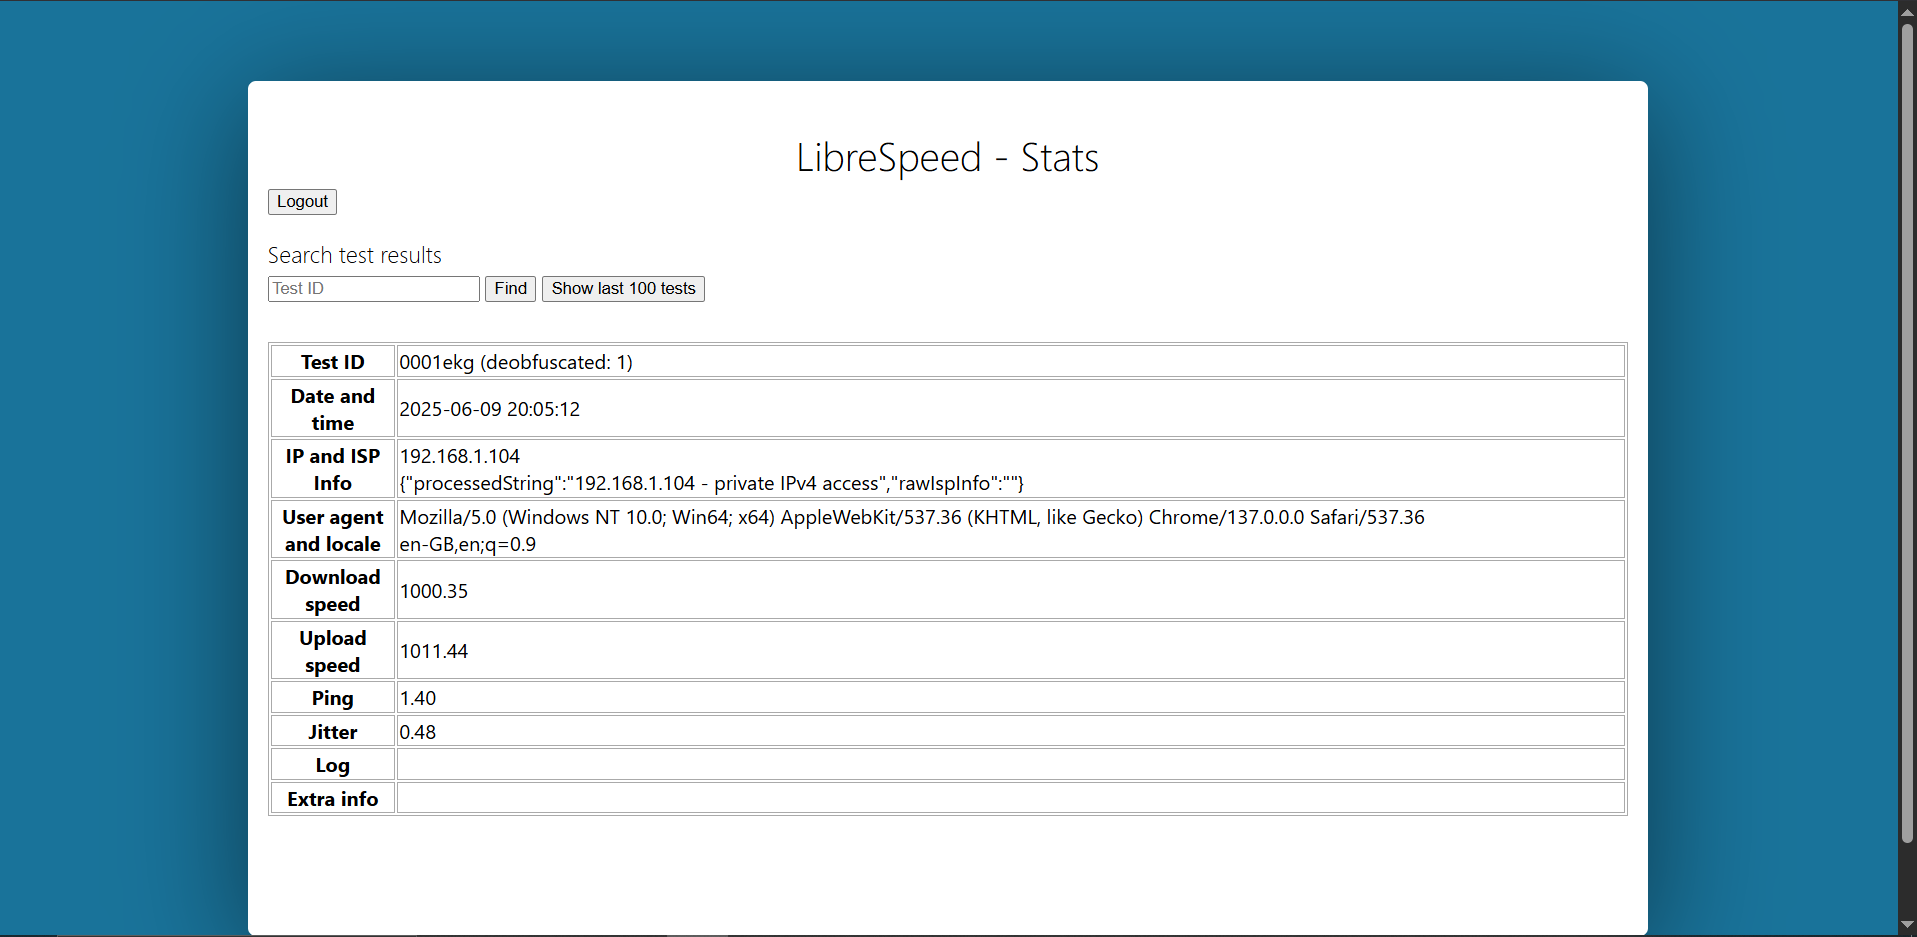 LibreSpeed - Stats
Logout
Search test results
Test ID Find Show last 100 tests
Test ID 0001ekg (deobfuscated: 1)
Date and time 2025-06-09 20:05:12
IP and ISP Info 192.168.1.104
{"processedString":"192.168.1.104 - private IPv4 access","rawIspInfo":""}
User agent and locale Mozilla/5.0 (Windows NT 10.0; Win64; x64) AppleWebKit/537.36 (KHTML, like Gecko) Chrome/137.0.0.0 Safari/537.36
en-GB,en;q=0.9
Download speed 1000.35
Upload speed 1011.44
Ping 1.40
Jitter 0.48
Log
Extra info